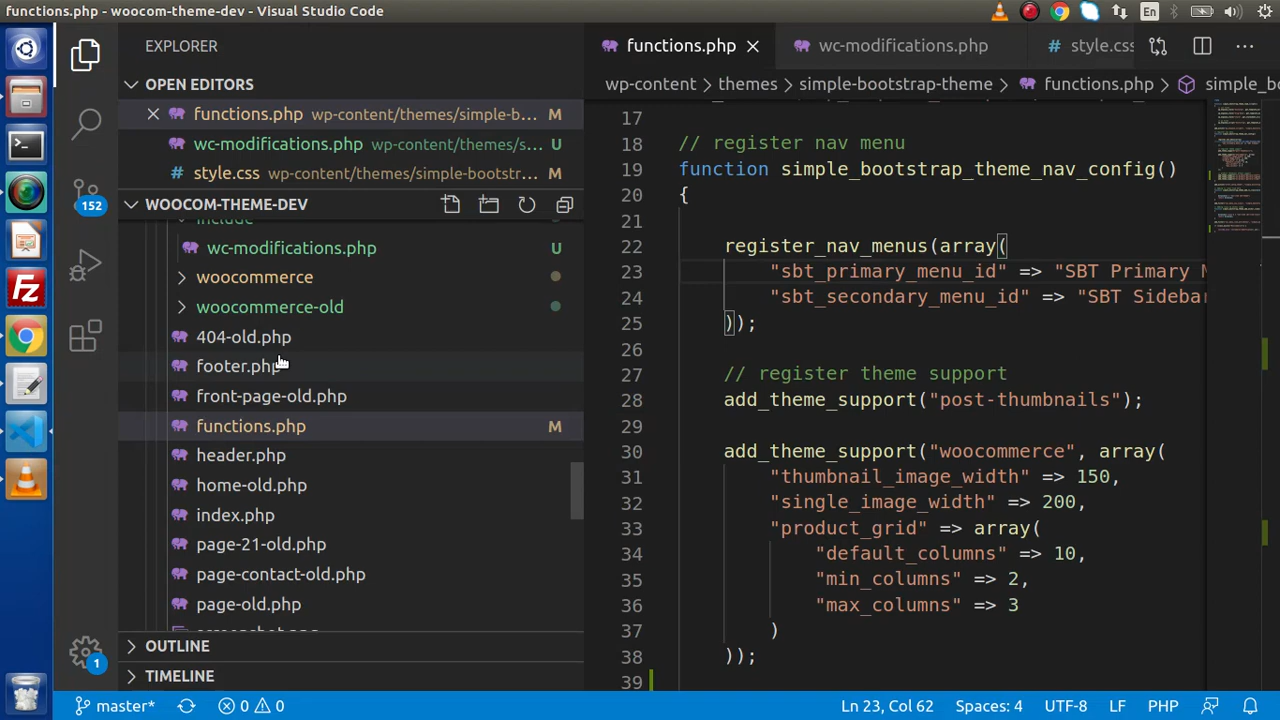 functions.php - woocom-theme-dev - Visual Studio Code
En
EXPLORER
functions.php
wc-modifications.php
style.css
OPEN EDITORS
wp-content
themes
simple-bootstrap-theme
functions.php
simple_bo
functions.php wp-content/themes/simple-b... M
wc-modifications.php wp-content/themes/s... U
style.css wp-content/themes/simple-bootstr... M
152
WOOCOM-THEME-DEV
include
wc-modifications.php U
woocommerce
woocommerce-old
404-old.php
footer.php
front-page-old.php
functions.php M
header.php
home-old.php
index.php
page-21-old.php
page-contact-old.php
page-old.php
OUTLINE
TIMELINE
1
17
18 // register nav menu
19 function simple_bootstrap_theme_nav_config()
20 {
21
22 register_nav_menus(array(
23 "sbt_primary_menu_id" => "SBT Primary M
24 "sbt_secondary_menu_id" => "SBT Sidebar
25 ));
26
27 // register theme support
28 add_theme_support("post-thumbnails");
29
30 add_theme_support("woocommerce", array(
31 "thumbnail_image_width" => 150,
32 "single_image_width" => 200,
33 "product_grid" => array(
34 "default_columns" => 10,
35 "min_columns" => 2,
36 "max_columns" => 3
37 )
38 ));
39
master* 0 0 Ln 23, Col 62 Spaces: 4 UTF-8 LF PHP